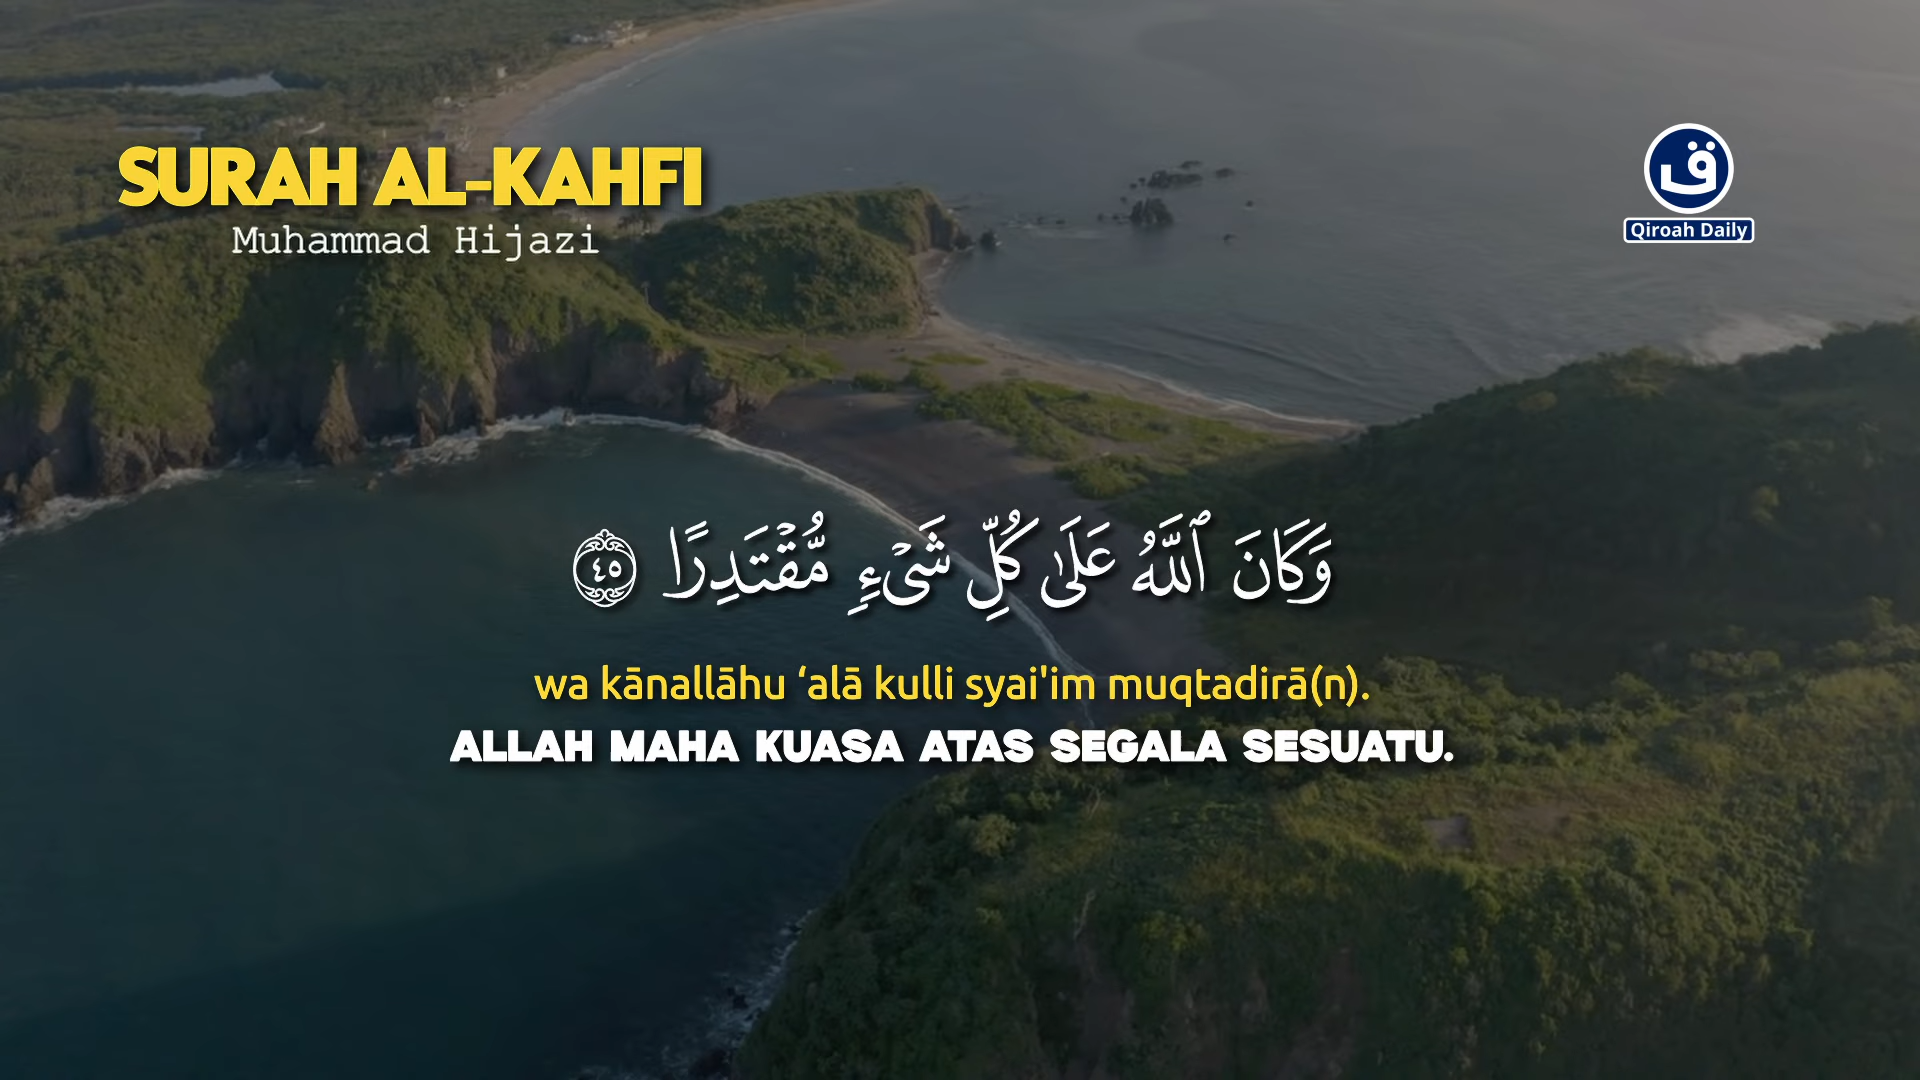 SURAH AL-KAHFI
Muhammad Hijazi
ق
Qiroah Daily
وَكَانَ ٱللَّهُ عَلَىٰ كُلِّ شَىْءٍ مُّقْتَدِرًا ٤٥
wa kānallāhu ‘alā kulli syai'im muqtadirā(n).
ALLAH MAHA KUASA ATAS SEGALA SESUATU.